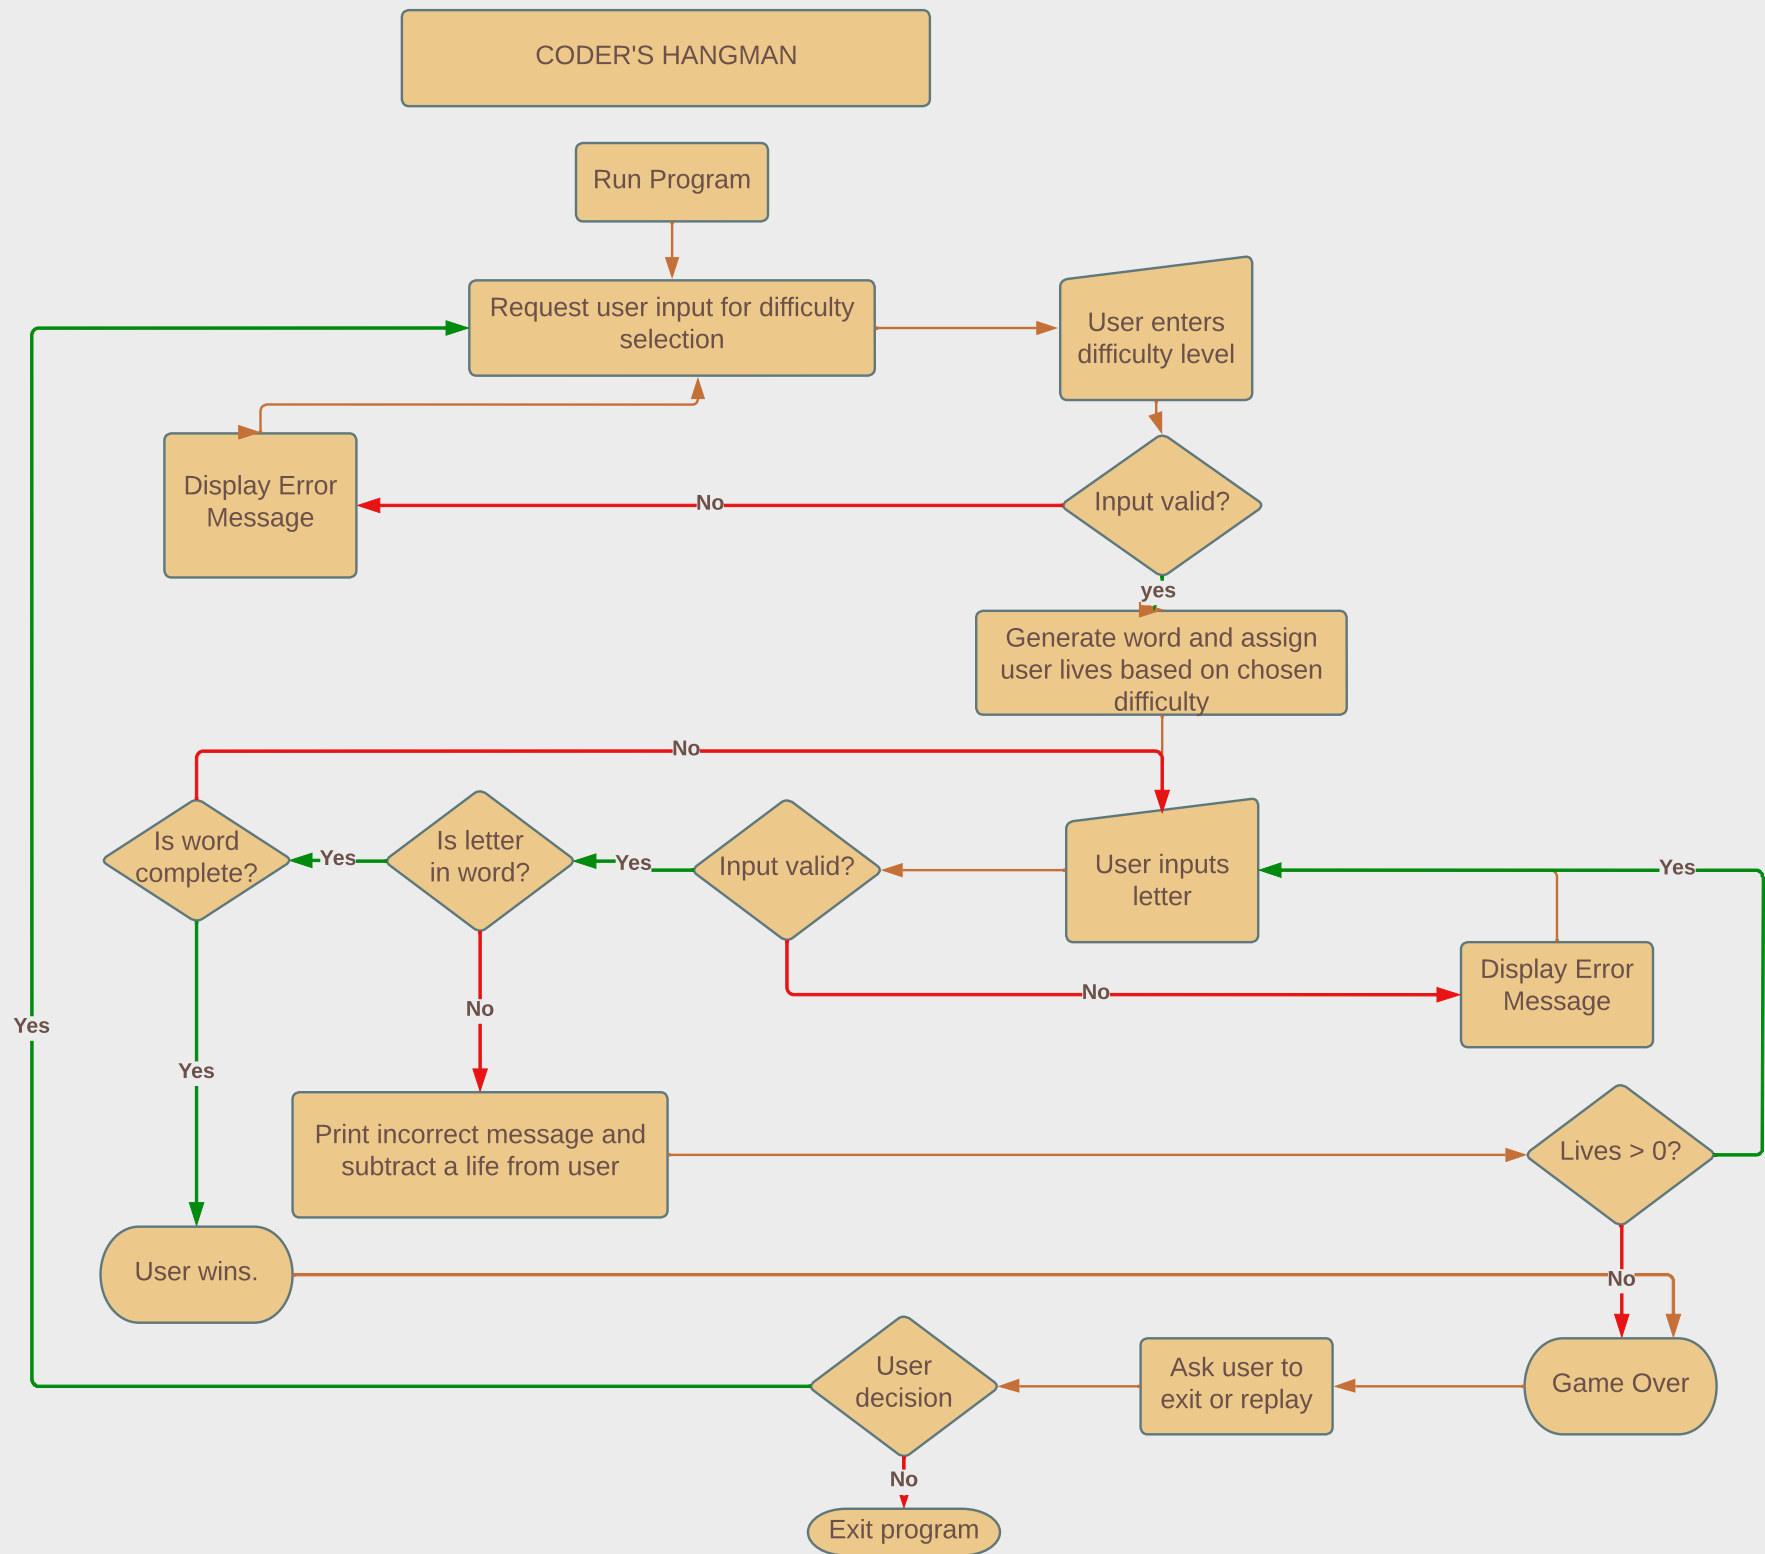 CODER'S HANGMAN
Run Program
Request user input for difficulty
selection
User enters
difficulty level
Display Error
Message
No
Input valid?
yes
Generate word and assign
user lives based on chosen
difficulty
No
Is word
complete?
Yes
Is letter
in word?
Yes
Input valid?
User inputs
letter
Yes
No
Display Error
Message
No
Yes
Yes
Print incorrect message and
subtract a life from user
Lives > 0?
User wins.
No
User
decision
Ask user to
exit or replay
Game Over
No
Exit program